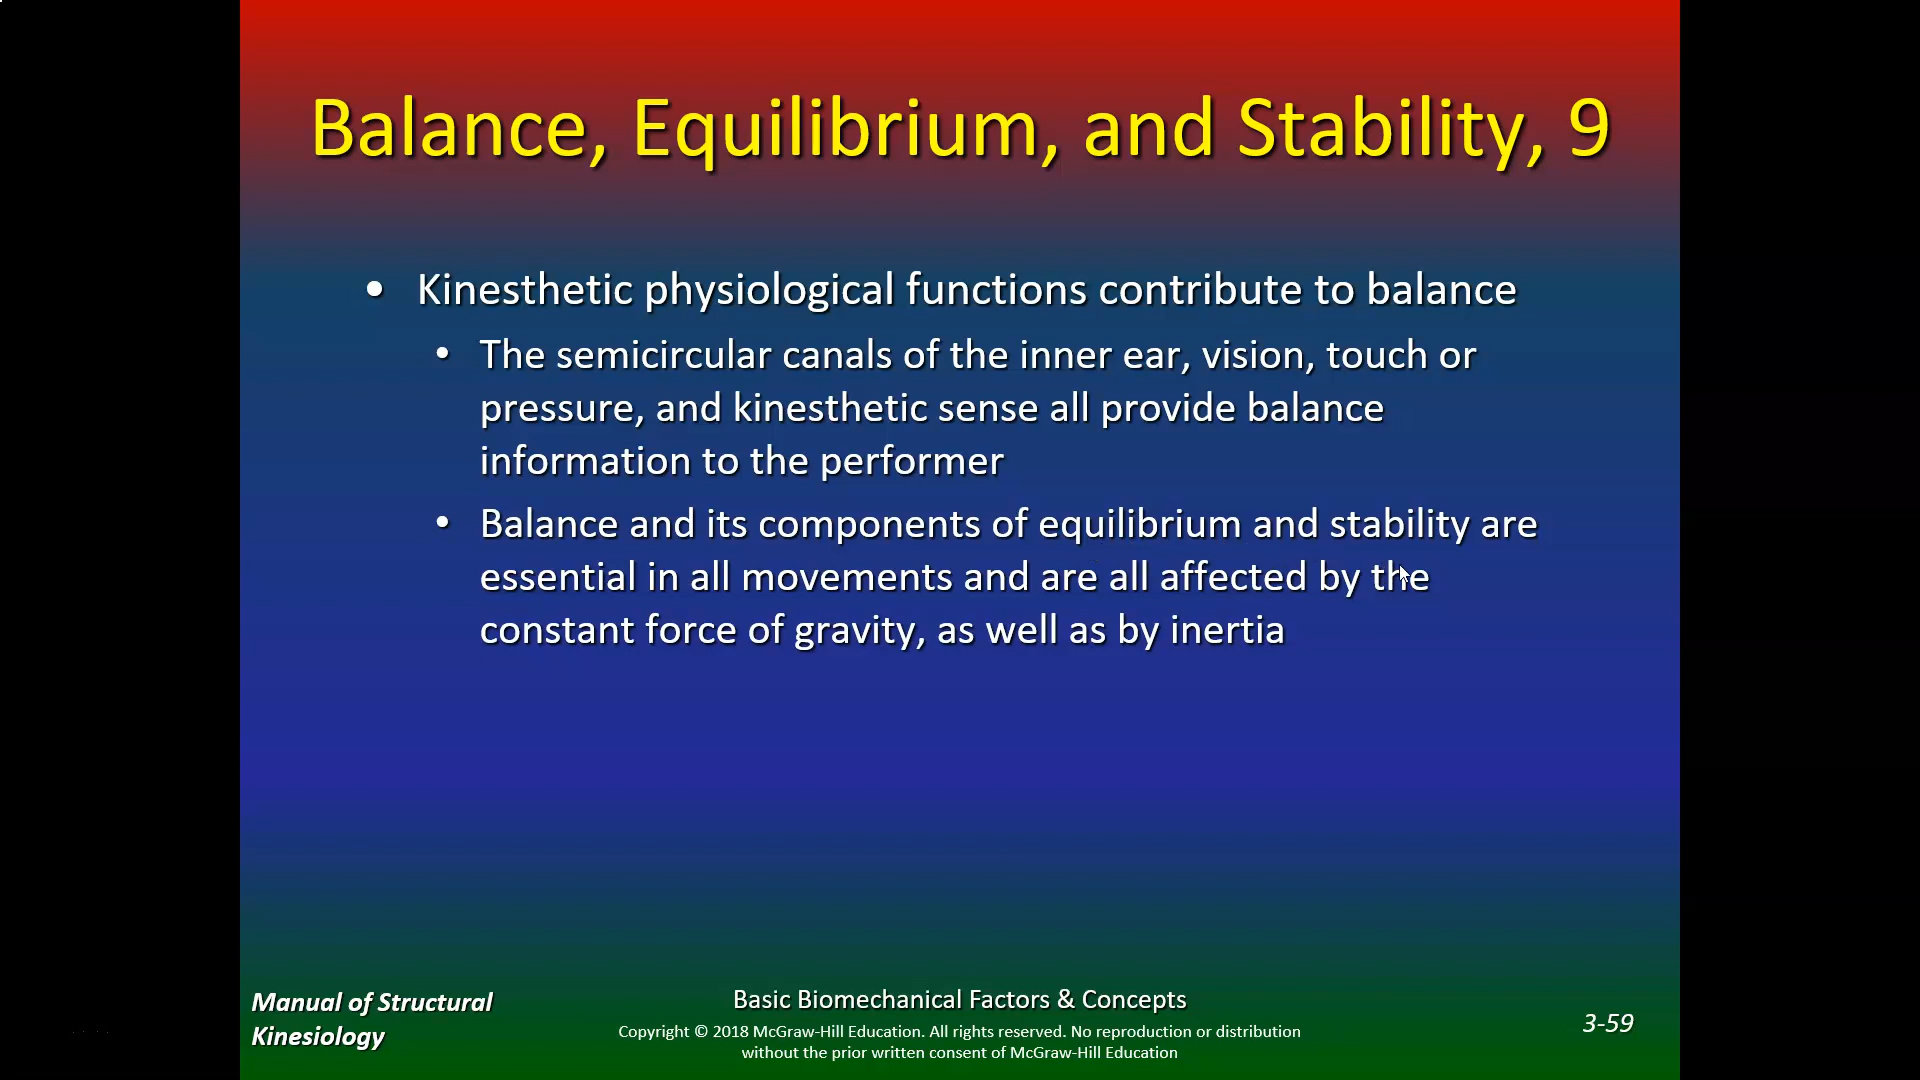 Balance, Equilibrium, and Stability, 9
• Kinesthetic physiological functions contribute to balance
• The semicircular canals of the inner ear, vision, touch or
pressure, and kinesthetic sense all provide balance
information to the performer
• Balance and its components of equilibrium and stability are
essential in all movements and are all affected by the
constant force of gravity, as well as by inertia
Manual of Structural
Kinesiology
Basic Biomechanical Factors & Concepts
Copyright © 2018 McGraw-Hill Education. All rights reserved. No reproduction or distribution
without the prior written consent of McGraw-Hill Education
3-59